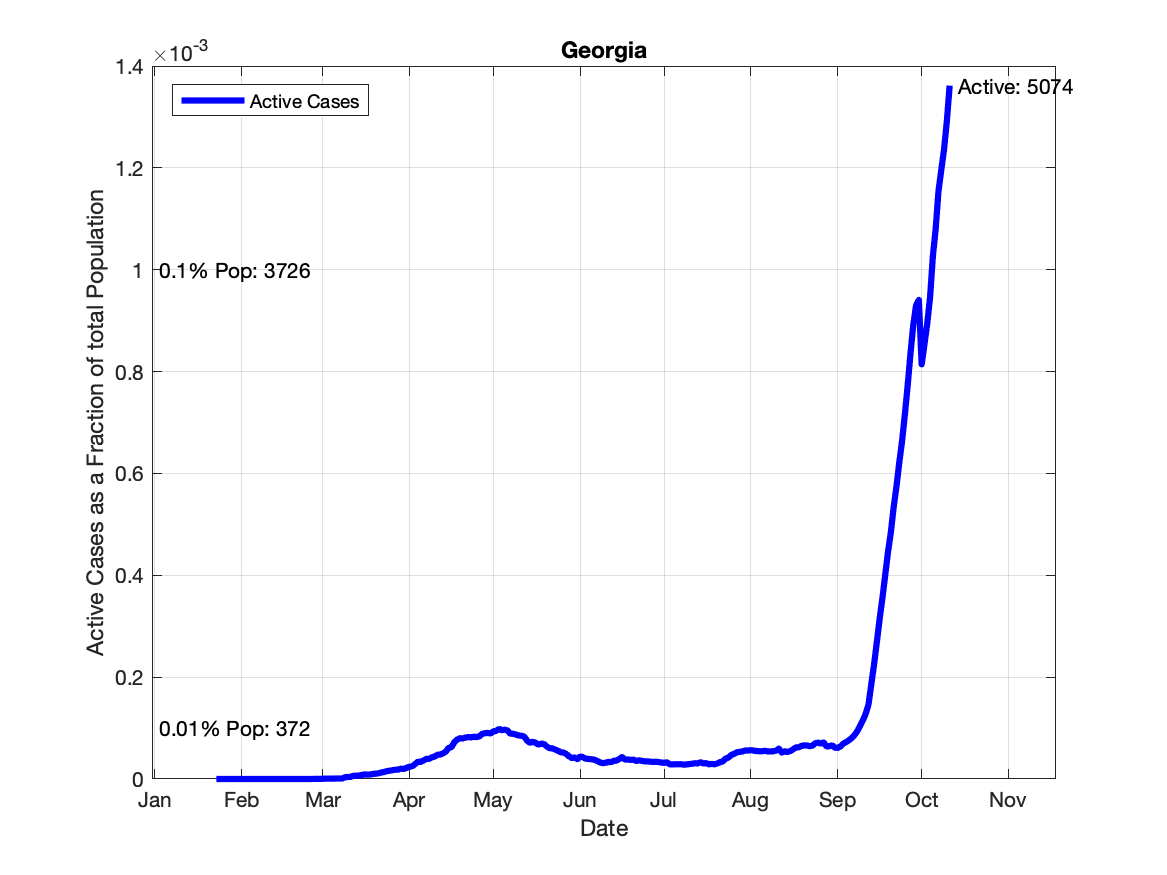 Georgia
×10-3
1.4
1.2
1
0.8
0.6
0.4
0.2
0
Active Cases as a Fraction of total Population
Active Cases
Active: 5074
0.1% Pop: 3726
0.01% Pop: 372
Jan Feb Mar Apr May Jun Jul Aug Sep Oct Nov
Date